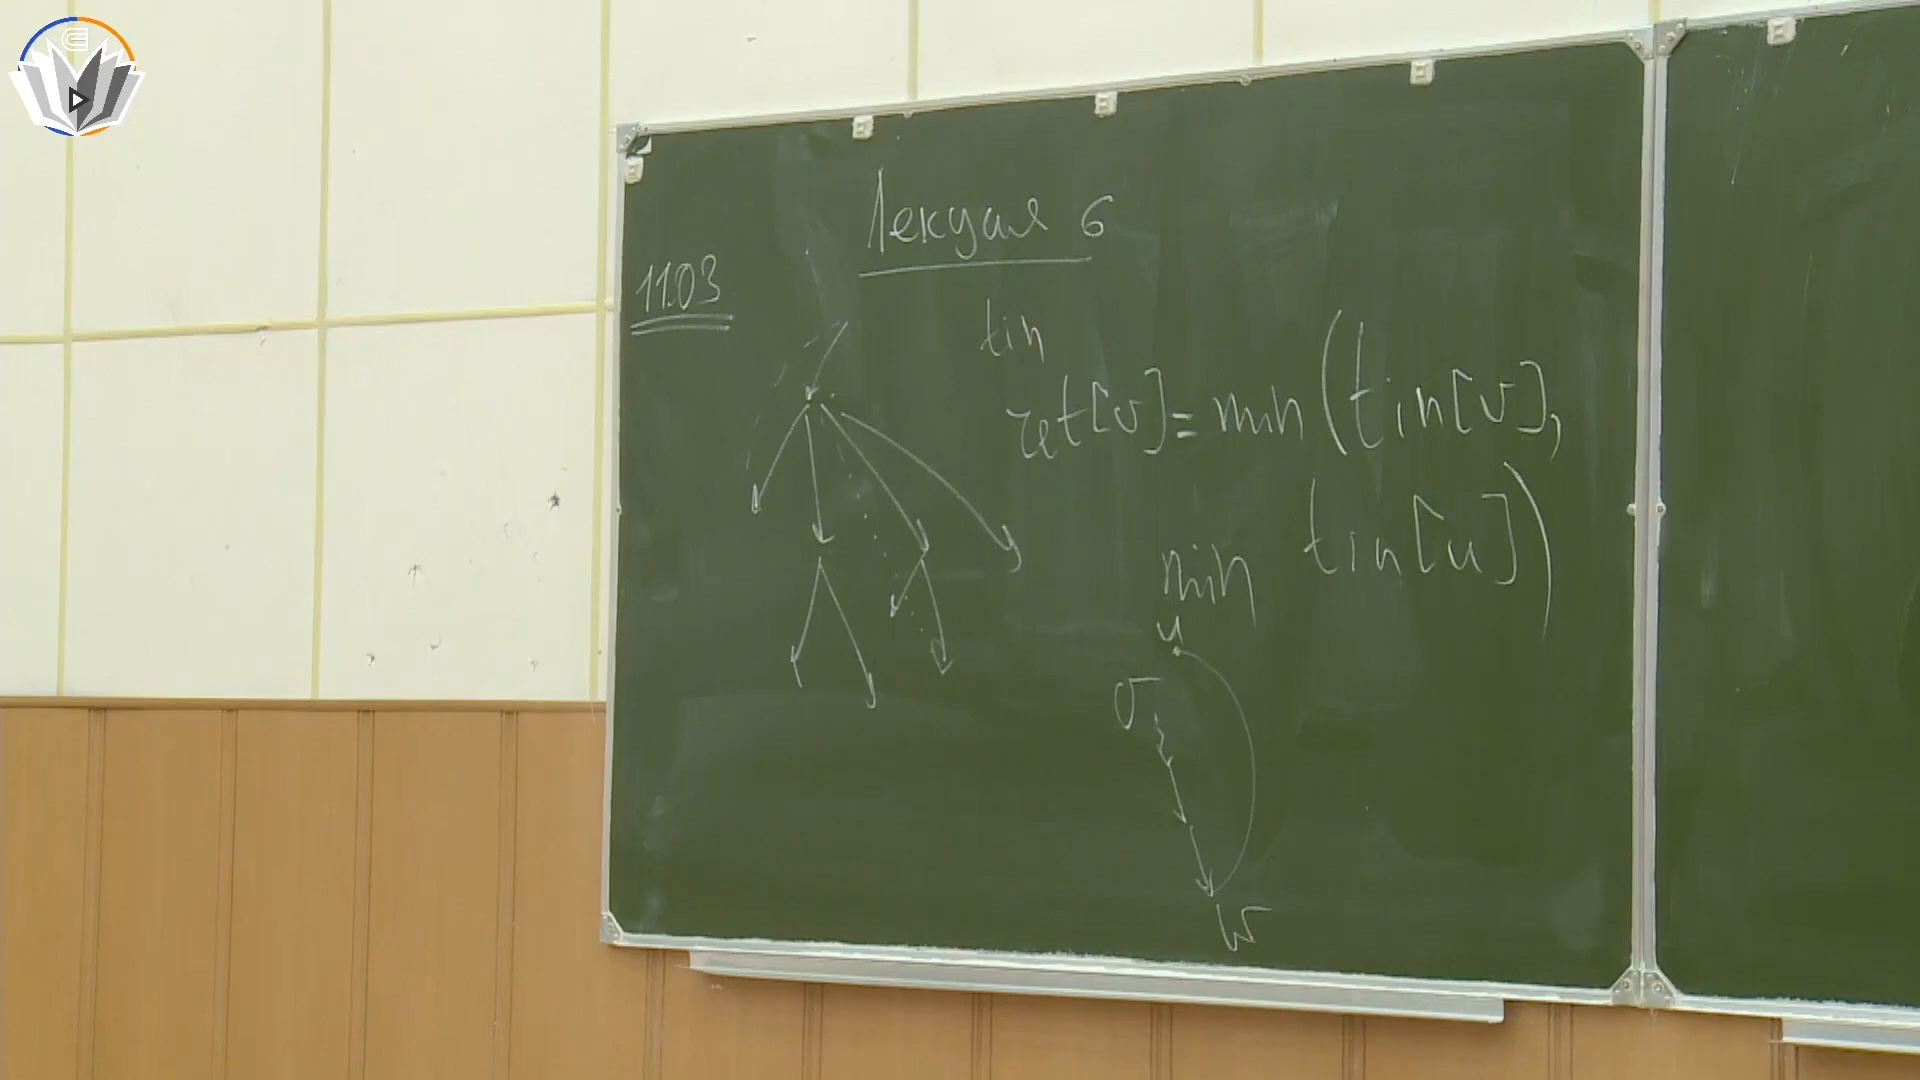 Лекция 6
11.03
tin
ret[v] = min(tin[v],
min tin[u])
u
v
w